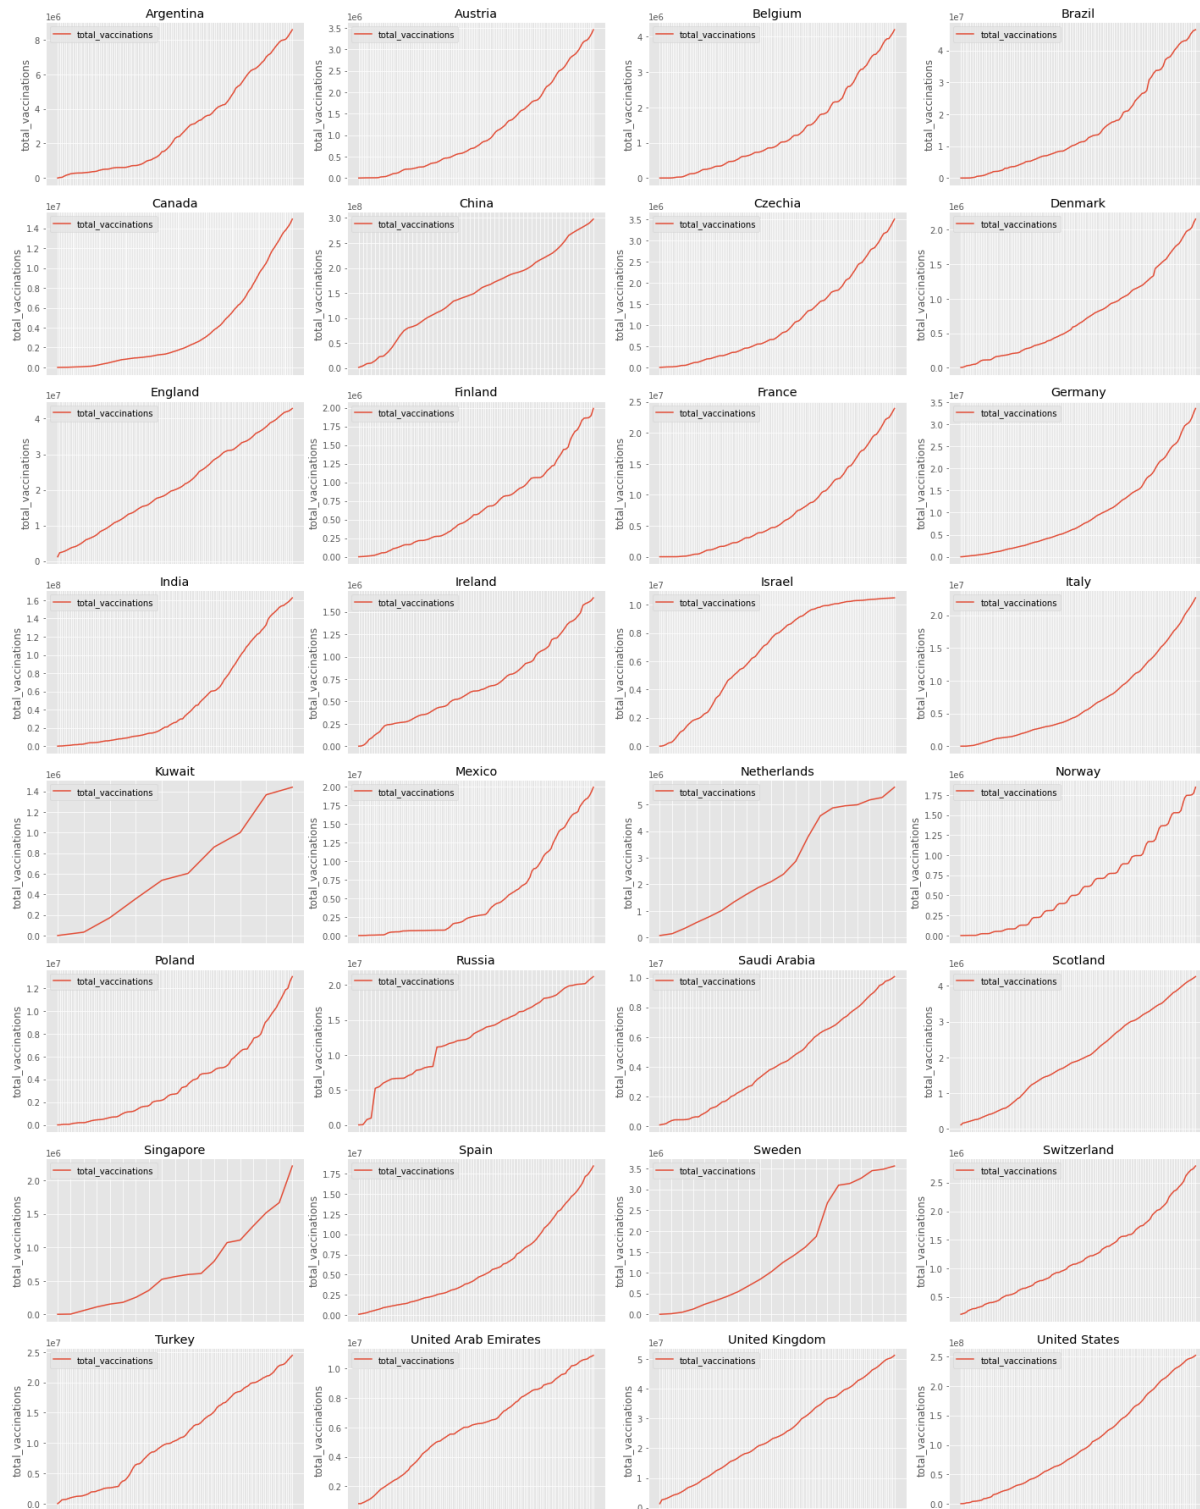 Argentina
1e6
total_vaccinations
total_vaccinations
8
6
4
2
0
Austria
1e6
total_vaccinations
total_vaccinations
3.5
3.0
2.5
2.0
1.5
1.0
0.5
0.0
Belgium
1e6
total_vaccinations
total_vaccinations
4
3
2
1
0
Brazil
1e7
total_vaccinations
total_vaccinations
4
3
2
1
0
Canada
1e7
total_vaccinations
total_vaccinations
1.4
1.2
1.0
0.8
0.6
0.4
0.2
0.0
China
1e8
total_vaccinations
total_vaccinations
3.0
2.5
2.0
1.5
1.0
0.5
0.0
Czechia
1e6
total_vaccinations
total_vaccinations
3.5
3.0
2.5
2.0
1.5
1.0
0.5
0.0
Denmark
1e6
total_vaccinations
total_vaccinations
2.0
1.5
1.0
0.5
0.0
England
1e7
total_vaccinations
total_vaccinations
4
3
2
1
0
Finland
1e6
total_vaccinations
total_vaccinations
2.00
1.75
1.50
1.25
1.00
0.75
0.50
0.25
0.00
France
1e7
total_vaccinations
total_vaccinations
2.5
2.0
1.5
1.0
0.5
0.0
Germany
1e7
total_vaccinations
total_vaccinations
3.5
3.0
2.5
2.0
1.5
1.0
0.5
0.0
India
1e8
total_vaccinations
total_vaccinations
1.6
1.4
1.2
1.0
0.8
0.6
0.4
0.2
0.0
Ireland
1e6
total_vaccinations
total_vaccinations
1.50
1.25
1.00
0.75
0.50
0.25
0.00
Israel
1e7
total_vaccinations
total_vaccinations
1.0
0.8
0.6
0.4
0.2
0.0
Italy
1e7
total_vaccinations
total_vaccinations
2.0
1.5
1.0
0.5
0.0
Kuwait
1e6
total_vaccinations
total_vaccinations
1.4
1.2
1.0
0.8
0.6
0.4
0.2
0.0
Mexico
1e7
total_vaccinations
total_vaccinations
2.00
1.75
1.50
1.25
1.00
0.75
0.50
0.25
0.00
Netherlands
1e6
total_vaccinations
total_vaccinations
5
4
3
2
1
0
Norway
1e6
total_vaccinations
total_vaccinations
1.75
1.50
1.25
1.00
0.75
0.50
0.25
0.00
Poland
1e7
total_vaccinations
total_vaccinations
1.2
1.0
0.8
0.6
0.4
0.2
0.0
Russia
1e7
total_vaccinations
total_vaccinations
2.0
1.5
1.0
0.5
0.0
Saudi Arabia
1e7
total_vaccinations
total_vaccinations
1.0
0.8
0.6
0.4
0.2
0.0
Scotland
1e6
total_vaccinations
total_vaccinations
4
3
2
1
0
Singapore
1e6
total_vaccinations
total_vaccinations
2.0
1.5
1.0
0.5
0.0
Spain
1e7
total_vaccinations
total_vaccinations
1.75
1.50
1.25
1.00
0.75
0.50
0.25
0.00
Sweden
1e6
total_vaccinations
total_vaccinations
3.5
3.0
2.5
2.0
1.5
1.0
0.5
0.0
Switzerland
1e6
total_vaccinations
total_vaccinations
2.5
2.0
1.5
1.0
0.5
Turkey
1e7
total_vaccinations
total_vaccinations
2.5
2.0
1.5
1.0
0.5
0.0
United Arab Emirates
1e7
total_vaccinations
total_vaccinations
1.0
0.8
0.6
0.4
0.2
United Kingdom
1e7
total_vaccinations
total_vaccinations
5
4
3
2
1
0
United States
1e8
total_vaccinations
total_vaccinations
2.5
2.0
1.5
1.0
0.5
0.0